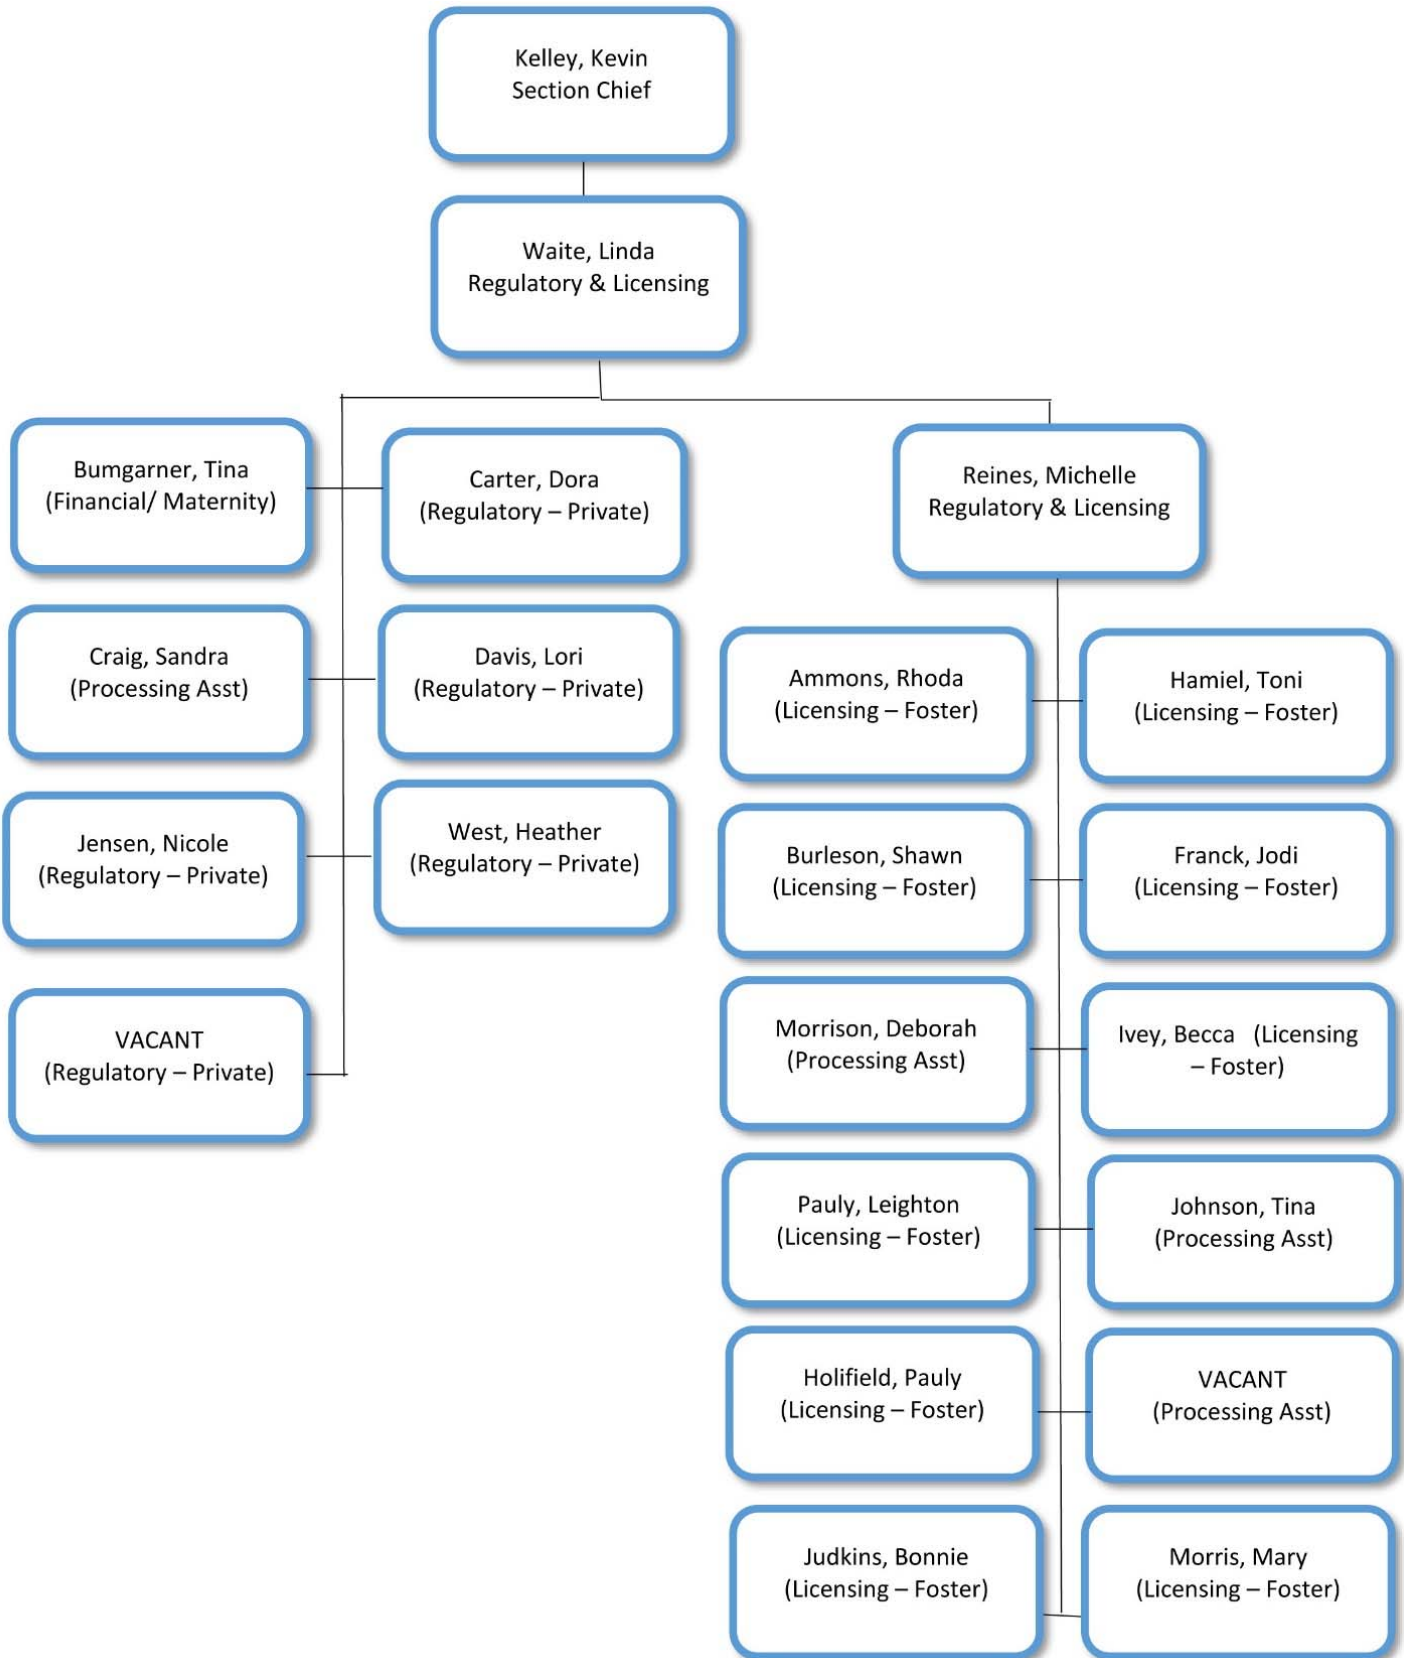 Kelley, Kevin
Section Chief
Waite, Linda
Regulatory & Licensing
Bumgarner, Tina
(Financial/ Maternity)
Carter, Dora
(Regulatory – Private)
Craig, Sandra
(Processing Asst)
Davis, Lori
(Regulatory – Private)
Jensen, Nicole
(Regulatory – Private)
West, Heather
(Regulatory – Private)
VACANT
(Regulatory – Private)
Reines, Michelle
Regulatory & Licensing
Ammons, Rhoda
(Licensing – Foster)
Hamiel, Toni
(Licensing – Foster)
Burleson, Shawn
(Licensing – Foster)
Franck, Jodi
(Licensing – Foster)
Morrison, Deborah
(Processing Asst)
Ivey, Becca   (Licensing
– Foster)
Pauly, Leighton
(Licensing – Foster)
Johnson, Tina
(Processing Asst)
Holifield, Pauly
(Licensing – Foster)
VACANT
(Processing Asst)
Judkins, Bonnie
(Licensing – Foster)
Morris, Mary
(Licensing – Foster)